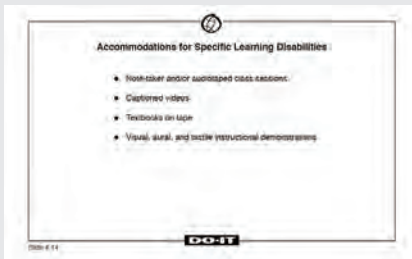 Accommodations for Specific Learning Disabilities
Note-taker and/or audiotaped class sessions
Captioned videos
Textbooks on tape
Visual, aural, and tactile instructional demonstrations
DO-IT